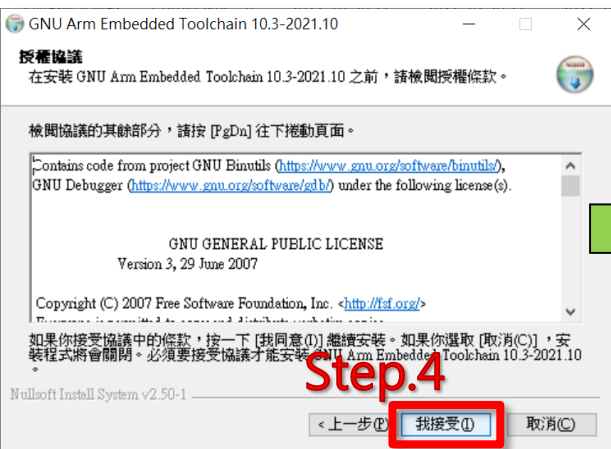 GNU Arm Embedded Toolchain 10.3-2021.10
授權協議
在安裝 GNU Arm Embedded Toolchain 10.3-2021.10 之前，請檢閱授權條款。
檢閱協議的其餘部分，請按 [PgDn] 往下捲動頁面。
Contains code from project GNU Binutils (https://www.gnu.org/software/binutils/),
GNU Debugger (https://www.gnu.org/software/gdb/) under the following license(s).
GNU GENERAL PUBLIC LICENSE
Version 3, 29 June 2007
Copyright (C) 2007 Free Software Foundation, Inc. <http://fsf.org/>
如果你接受協議中的條款，按一下 [我同意(I)] 繼續安裝。如果你選取 [取消(C)] ，安
裝程式將會關閉。必須要接受協議才能安裝 GNU Arm Embedded Toolchain 10.3-2021.10
。
Step.4
Nullsoft Install System v2.50-1
< 上一步(P)
我接受(I)
取消(C)